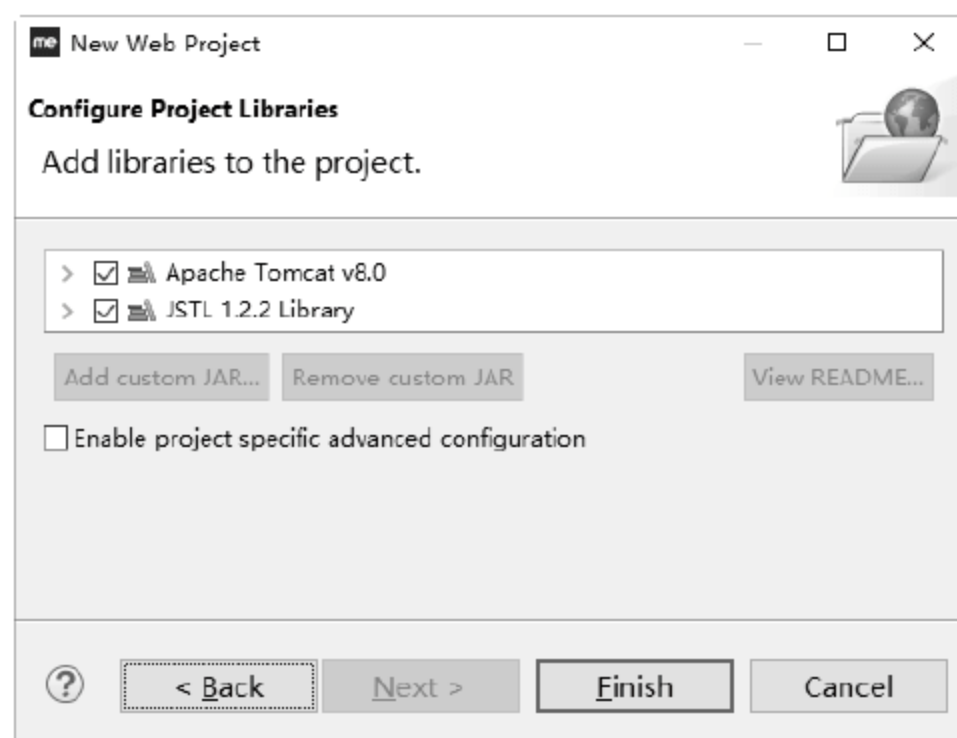 me New Web Project
Configure Project Libraries
Add libraries to the project.
Apache Tomcat v8.0
JSTL 1.2.2 Library
Add custom JAR... Remove custom JAR View README...
Enable project specific advanced configuration
? < Back Next > Finish Cancel